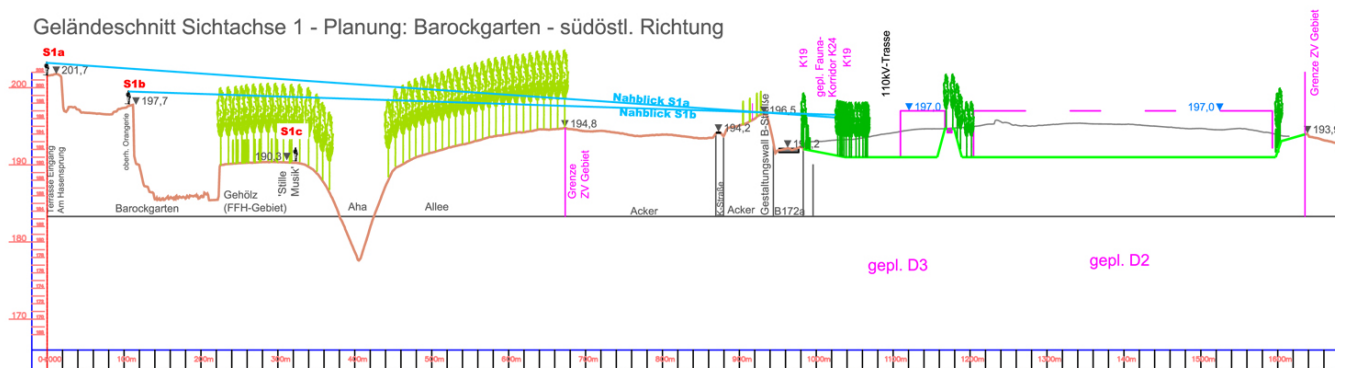 Geländeschnitt Sichtachse 1 - Planung: Barockgarten - südöstl. Richtung
S1a
201,7
S1b
197,7
S1c
190,3
'Stille
Musik'
Terrasse Eingang
Am Hasensprung
oberh. Orangerie
Barockgarten
Gehölz
(FFH-Gebiet)
Aha
Allee
Nahblick S1a
Nahblick S1b
194,8
Grenze
ZV Gebiet
Acker
194,2
K-Straße
Acker
Gestaltungswall B-Straße
196,5
B172a
K19
gepl. Fauna-
Korridor K24
K19
110kV-Trasse
197,0
197,0
Grenze ZV Gebiet
193,9
gepl. D3
gepl. D2
200
190
180
170
0+0000
100m
200m
300m
400m
500m
600m
700m
800m
900m
1000m
1100m
1200m
1300m
140m
1500m
1600m